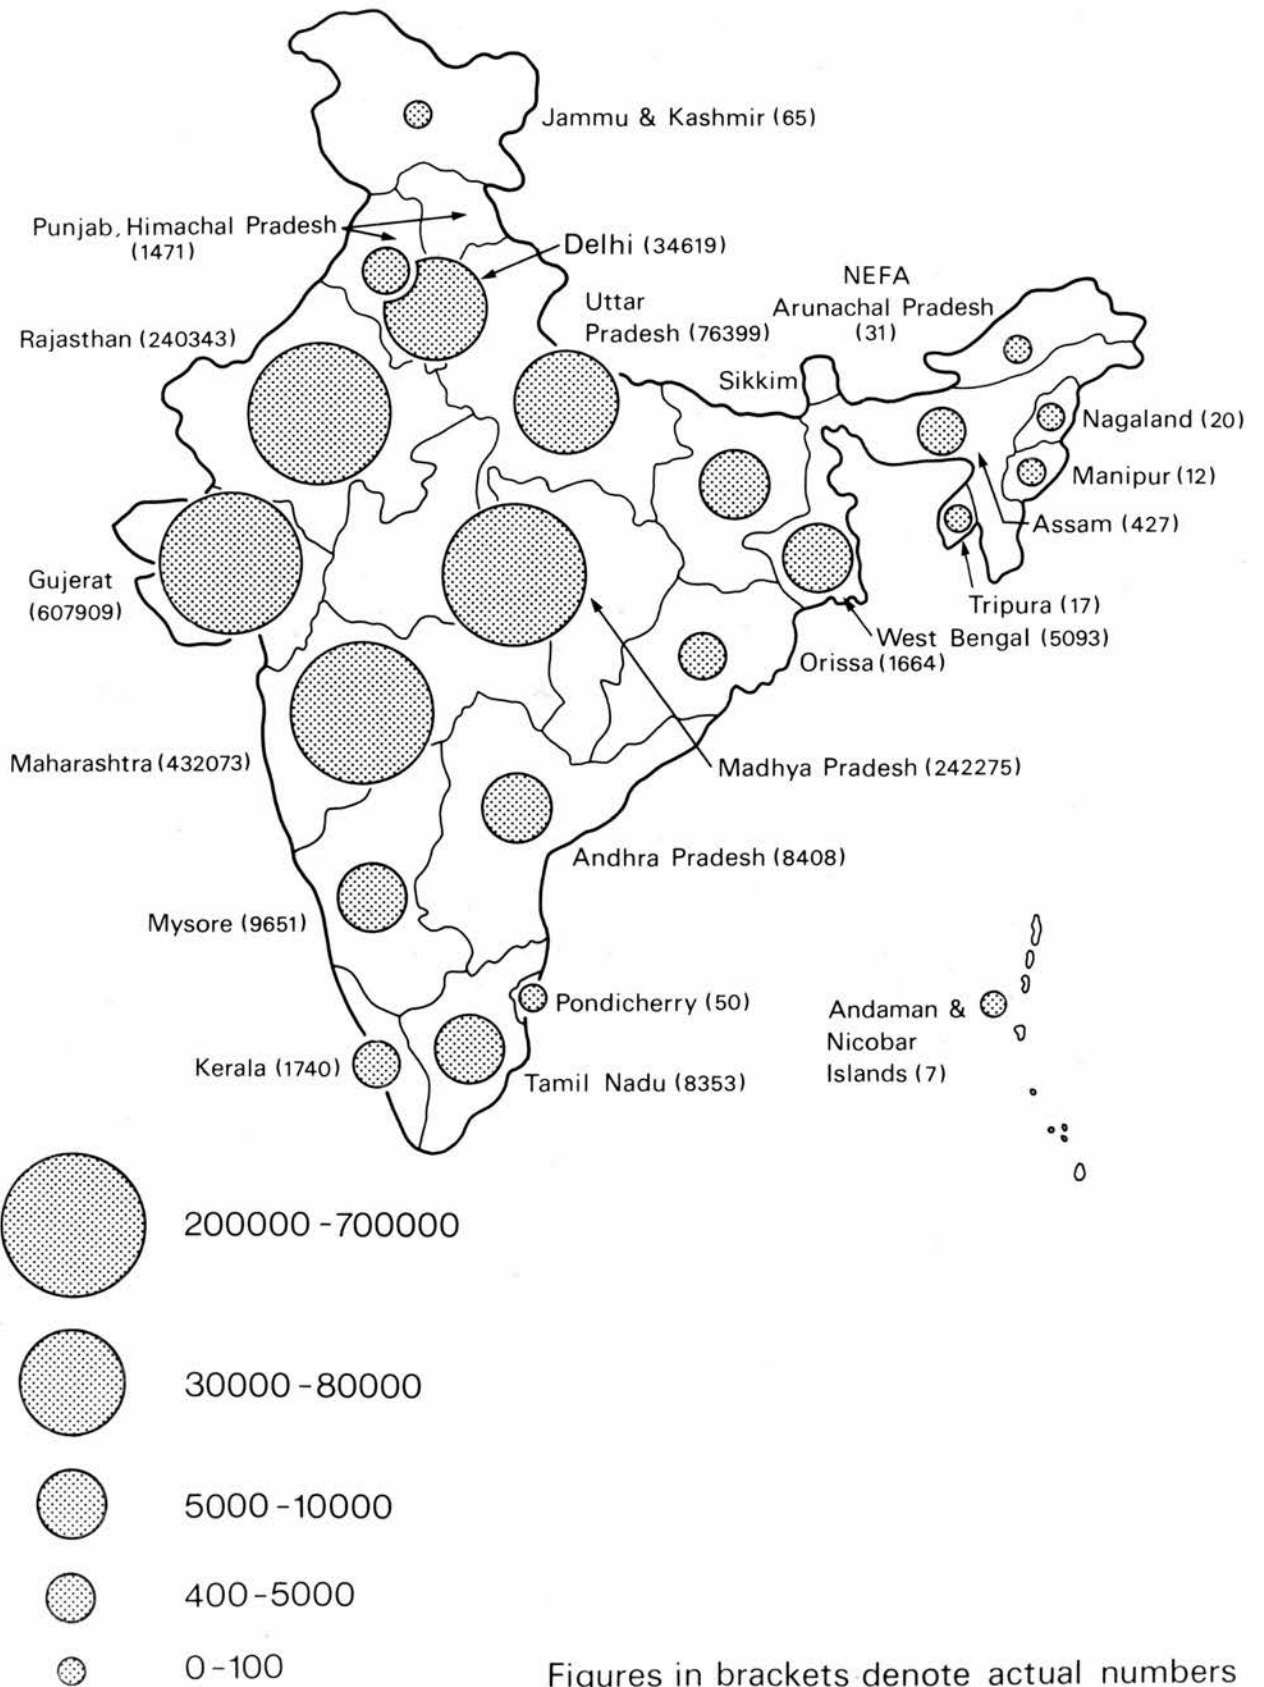 Jammu & Kashmir (65)
Punjab, Himachal Pradesh
(1471)
Delhi (34619)
NEFA
Arunachal Pradesh
(31)
Uttar
Pradesh (76399)
Rajasthan (240343)
Sikkim
Nagaland (20)
Manipur (12)
Assam (427)
Gujerat
(607909)
Tripura (17)
West Bengal (5093)
Orissa (1664)
Maharashtra (432073)
Madhya Pradesh (242275)
Andhra Pradesh (8408)
Mysore (9651)
Pondicherry (50)
Andaman &
Nicobar
Islands (7)
Kerala (1740)
Tamil Nadu (8353)
200000-700000
30000-80000
5000-10000
400-5000
0-100
Figures in brackets denote actual numbers